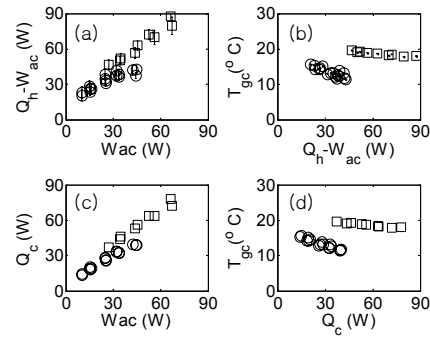 90
60
30
0
0 30 60 90
(a)
Q_h-W_ac (W)
Wac (W)
30
20
10
0
0 30 60 90
(b)
T_gc(° C)
Q_h-W_ac (W)
90
60
30
0
0 30 60 90
(c)
Q_c (W)
Wac (W)
30
20
10
0
0 30 60 90
(d)
T_gc(° C)
Q_c (W)